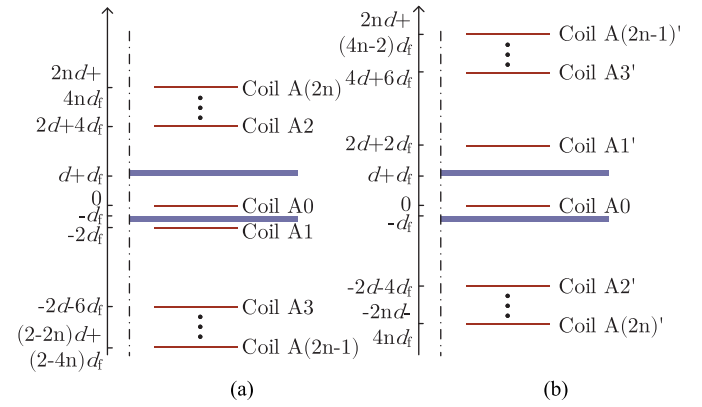 2nd+
4nd_f
Coil A(2n)
2d+4d_f
Coil A2
d+d_f
0
Coil A0
-d_f
-2d_f
Coil A1
-2d-6d_f
Coil A3
(2-2n)d+
(2-4n)d_f
Coil A(2n-1)
(a)
2nd+
(4n-2)d_f
Coil A(2n-1)'
4d+6d_f
Coil A3'
2d+2d_f
Coil A1'
d+d_f
0
Coil A0
-d_f
-2d-4d_f
Coil A2'
-2nd-
4nd_f
Coil A(2n)'
(b)